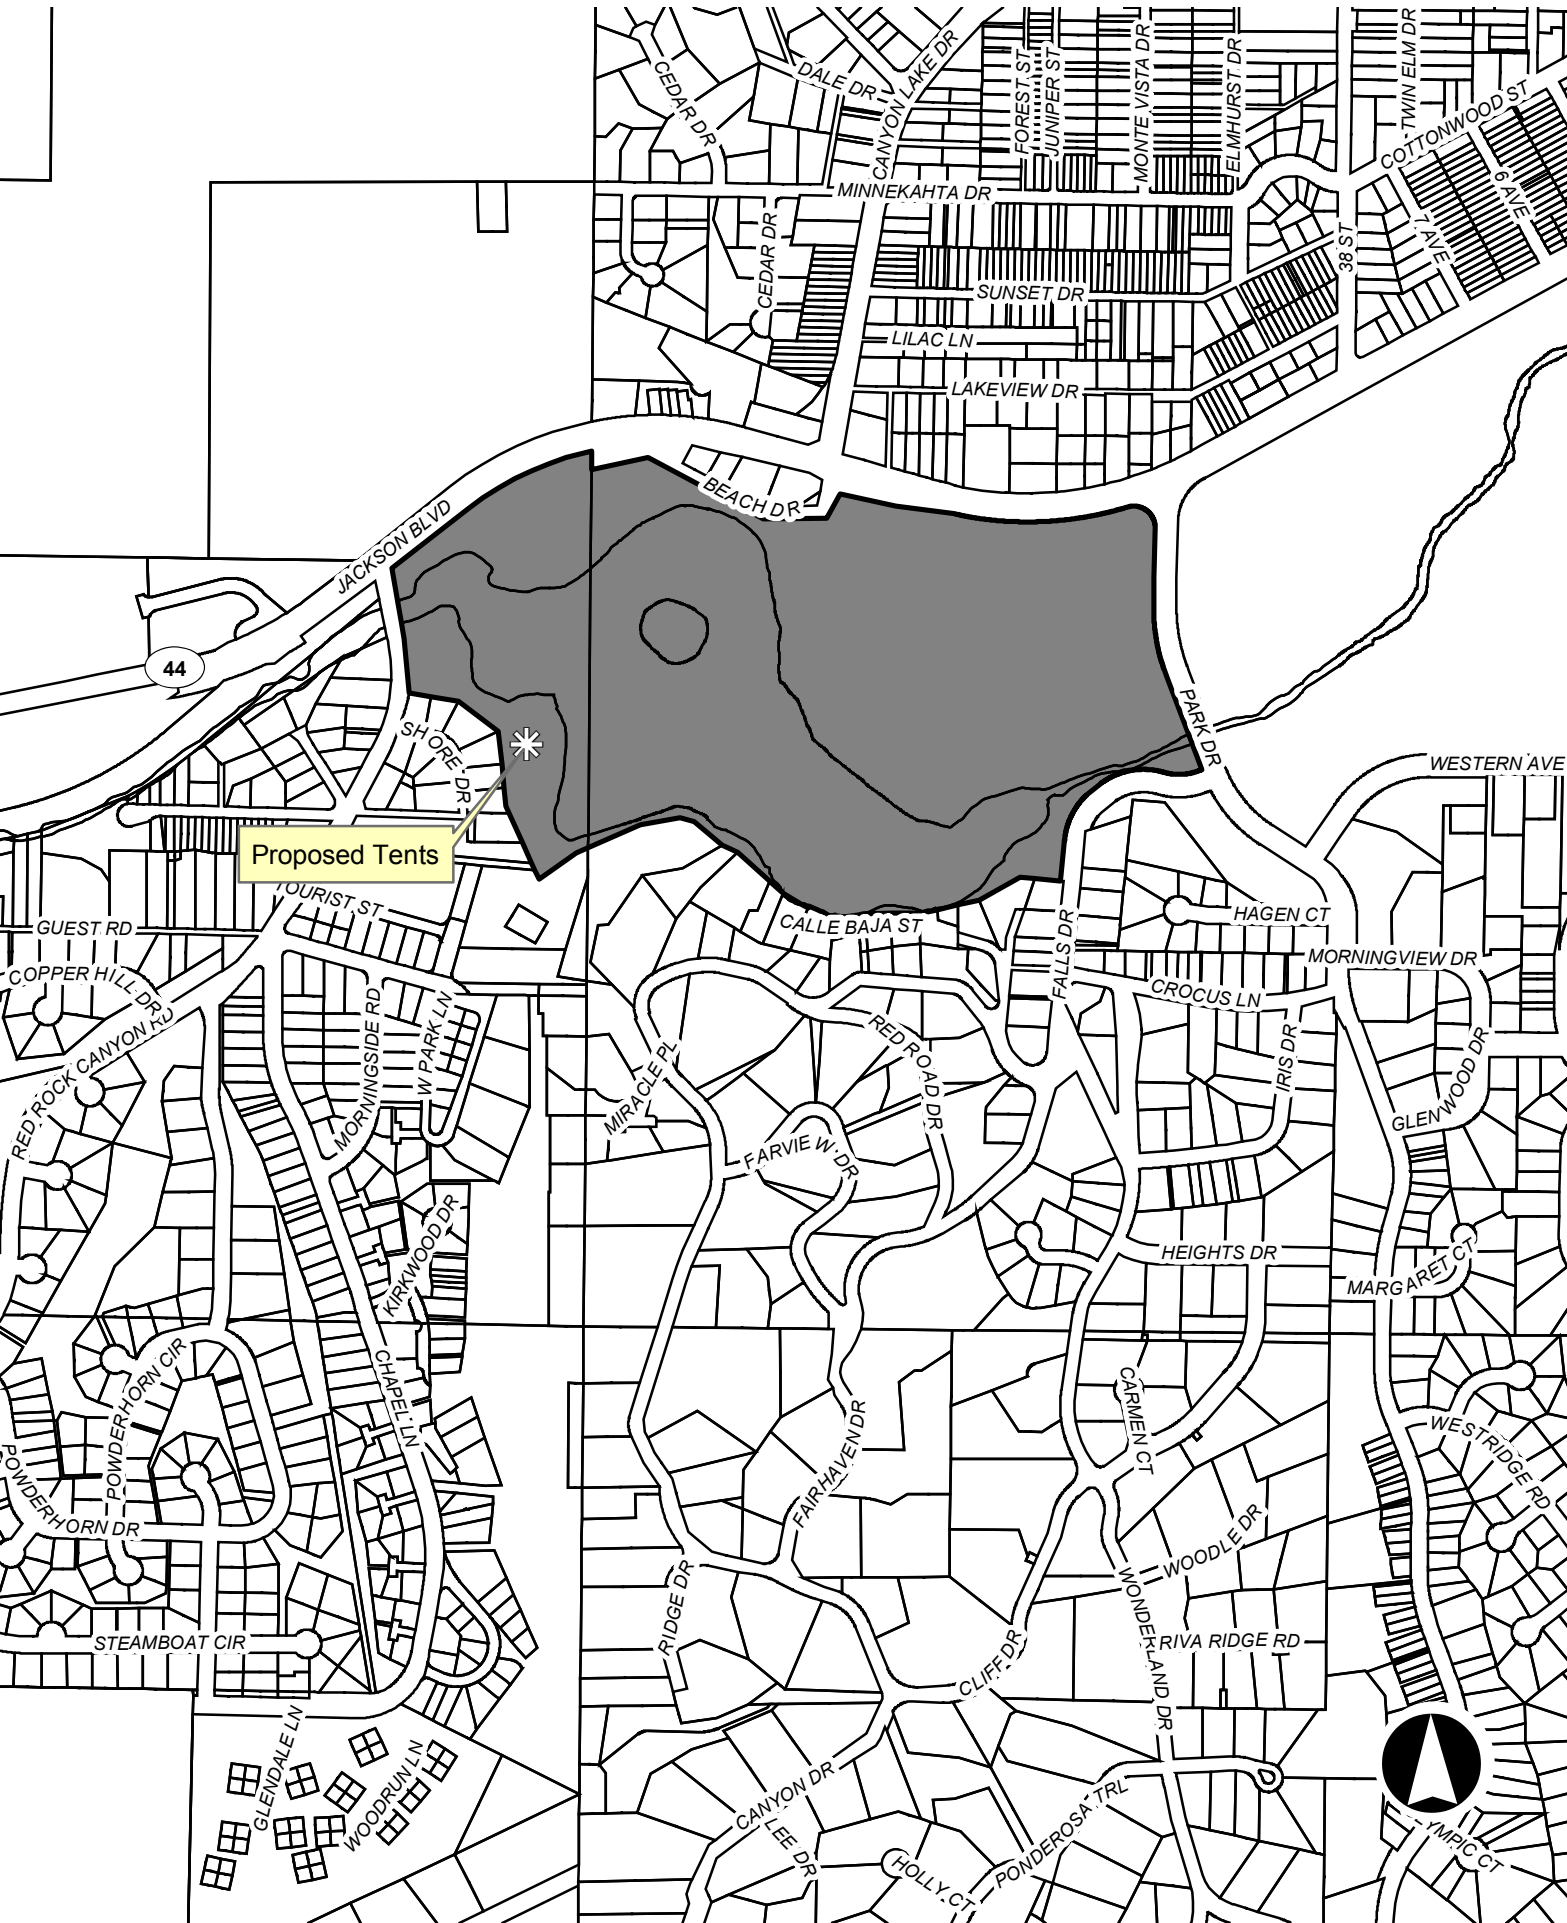 CEDAR DR
DALE DR
CANYON LAKE DR
FOREST ST
JUNIPER ST
MONTE VISTA DR
ELMHURST DR
TWIN ELM DR
COTTONWOOD ST
MINNEKAHTA DR
6 AVE
7 AVE
38 ST
CEDAR DR
SUNSET DR
LILAC LN
LAKEVIEW DR
BEACH DR
JACKSON BLVD
44
PARK DR
SHORE DR
WESTERN AVE
Proposed Tents
TOURIST ST
GUEST RD
CALLE BAJA ST
HAGEN CT
FALLS DR
MORNINGVIEW DR
COPPER HILL DR
CROCUS LN
RED ROCK CANYON RD
MORNINGSIDE RD
W PARK LN
MIRACLE PL
RED ROAD DR
IRIS DR
GLENWOOD DR
FARVIEW DR
KIRKWOOD DR
HEIGHTS DR
MARGARET CT
POWDERHORN CIR
CHAPEL LN
CARMEN CT
WESTRIDGE RD
FAIRHAVEN DR
POWDERHORN DR
WOODLE DR
RIDGE DR
WONDERLAND DR
STEAMBOAT CIR
RIVA RIDGE RD
CLIFF DR
GLENDALE LN
WOODRUN LN
CANYON DR
LEE DR
PONDEROSA TRL
HOLLY CT
LYMPIC CT